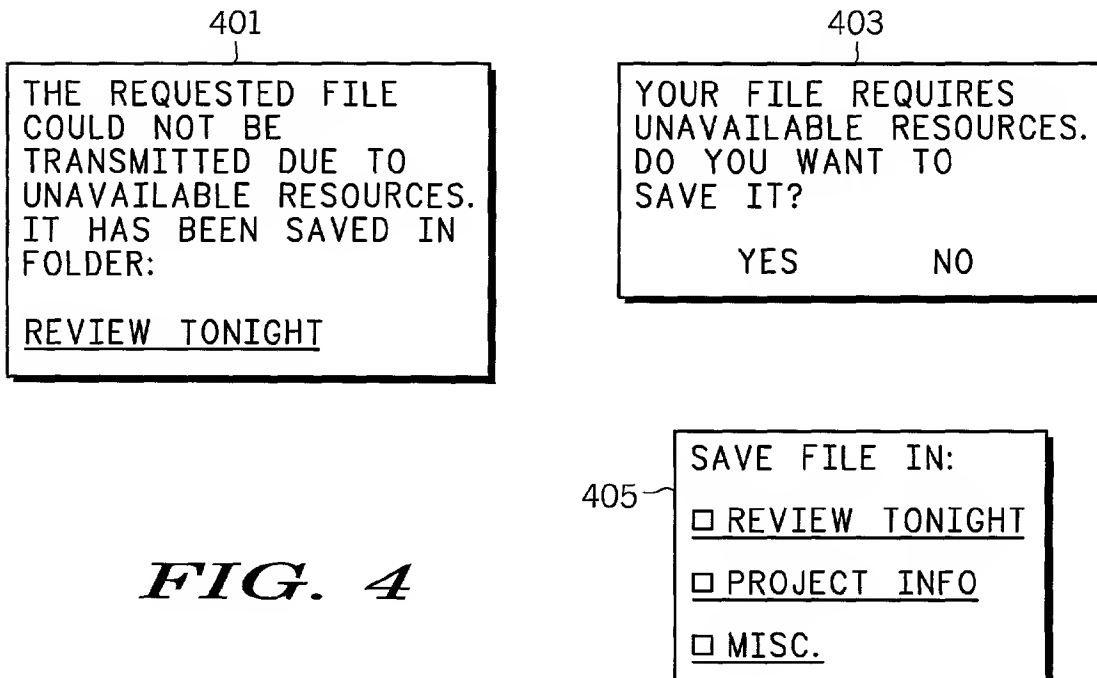 401
THE REQUESTED FILE
COULD NOT BE
TRANSMITTED DUE TO
UNAVAILABLE RESOURCES.
IT HAS BEEN SAVED IN
FOLDER:
REVIEW TONIGHT
403
YOUR FILE REQUIRES
UNAVAILABLE RESOURCES.
DO YOU WANT TO
SAVE IT?
YES NO
405
SAVE FILE IN:
☐ REVIEW TONIGHT
☐ PROJECT INFO
☐ MISC.
FIG. 4